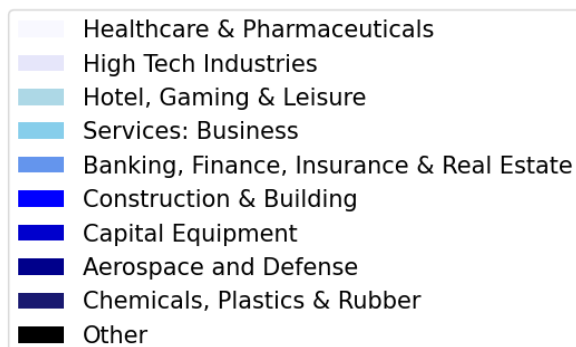 Healthcare & Pharmaceuticals
High Tech Industries
Hotel, Gaming & Leisure
Services: Business
Banking, Finance, Insurance & Real Estate
Construction & Building
Capital Equipment
Aerospace and Defense
Chemicals, Plastics & Rubber
Other